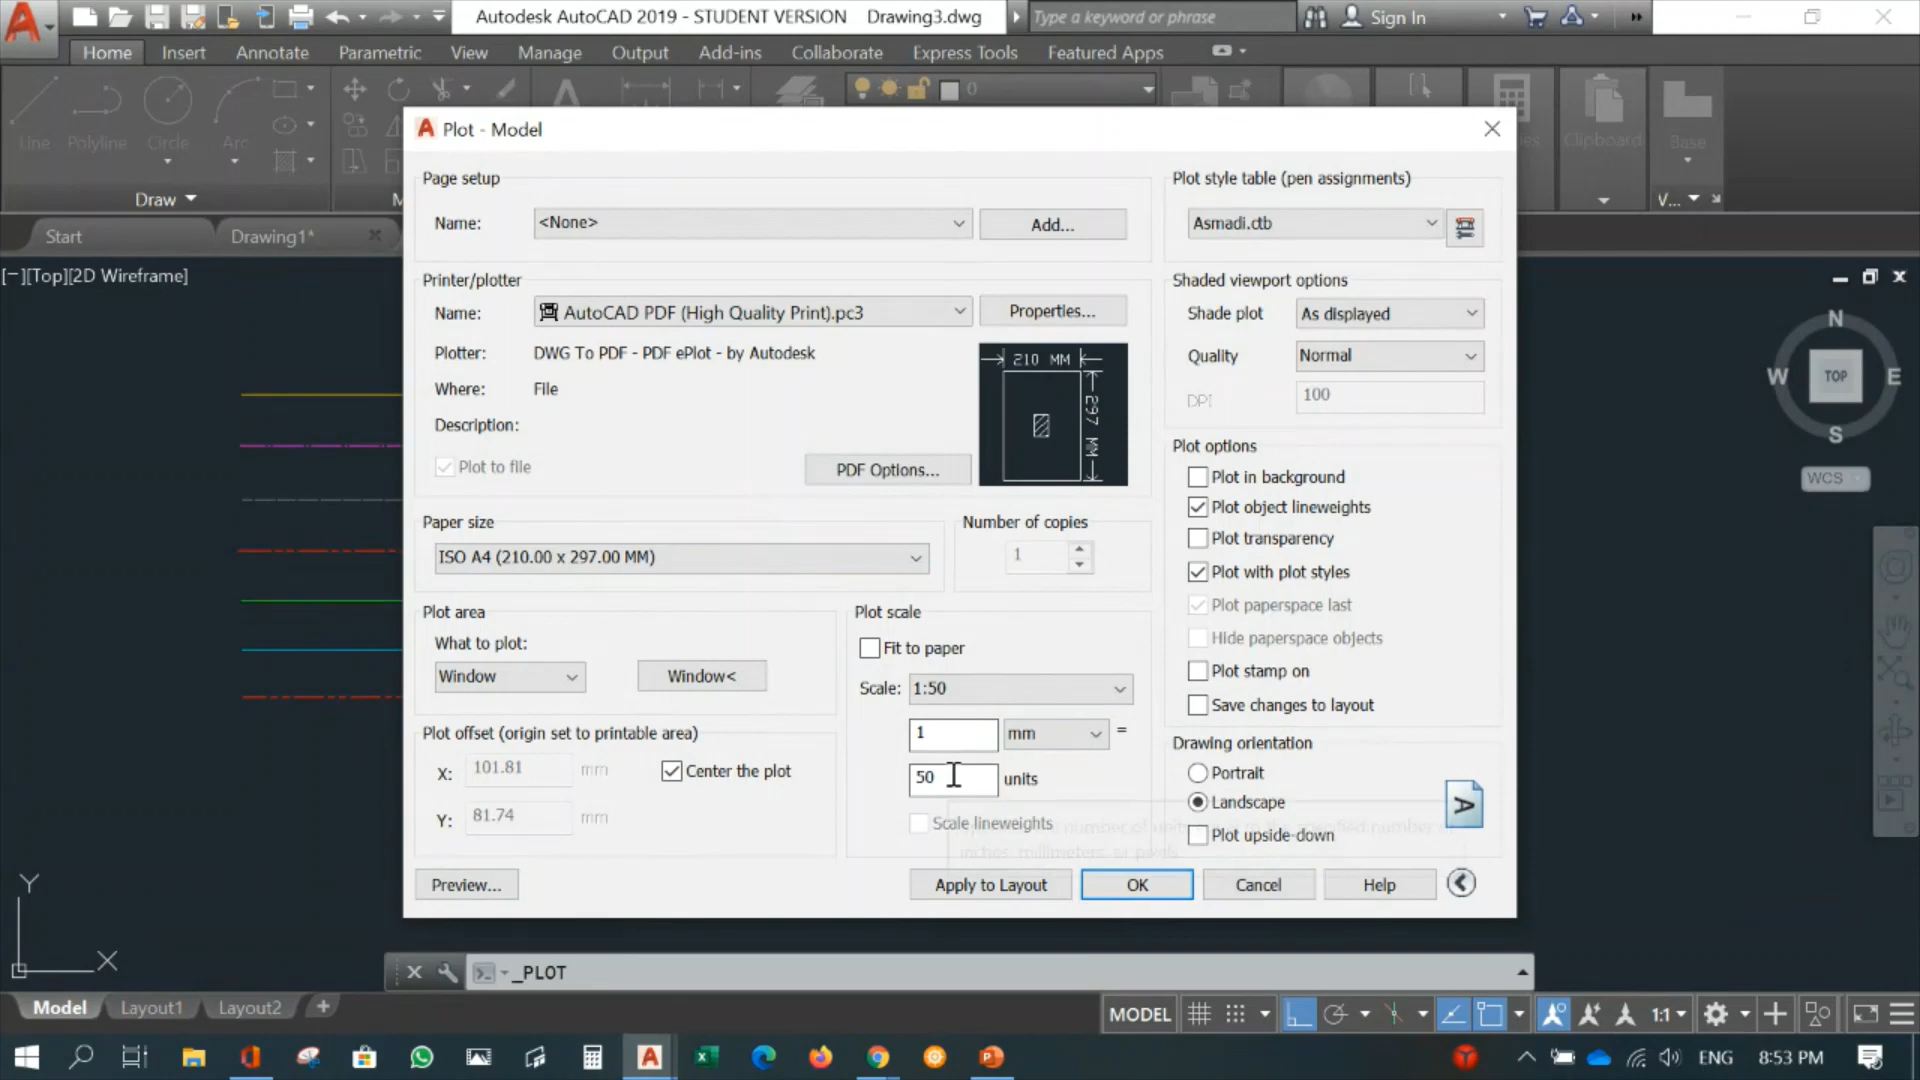 Autodesk AutoCAD 2019 - STUDENT VERSION Drawing3.dwg
Type a keyword or phrase
Sign In
Home Insert Annotate Parametric View Manage Output Add-ins Collaborate Express Tools Featured Apps
0
Line Polyline Circle Arc
Clipboard Base
Draw
V...
Start Drawing1*
[−][Top][2D Wireframe]
Plot - Model
Page setup
Name: <None> Add...
Plot style table (pen assignments)
Asmadi.ctb
Printer/plotter
Name: AutoCAD PDF (High Quality Print).pc3 Properties...
Plotter: DWG To PDF - PDF ePlot - by Autodesk
Where: File
Description:
Plot to file
PDF Options...
210 MM
297 MM
Shaded viewport options
Shade plot As displayed
Quality Normal
DPI 100
Paper size
ISO A4 (210.00 x 297.00 MM)
Number of copies
1
Plot options
Plot in background
Plot object lineweights
Plot transparency
Plot with plot styles
Plot paperspace last
Hide paperspace objects
Plot stamp on
Save changes to layout
Plot area
What to plot:
Window Window<
Plot offset (origin set to printable area)
X: 101.81 mm Center the plot
Y: 81.74 mm
Plot scale
Fit to paper
Scale: 1:50
1 mm =
50 units
Scale lineweights
Drawing orientation
Portrait
Landscape
Plot upside-down
A
Preview... Apply to Layout OK Cancel Help
N
W TOP E
S
WCS
Y
X
_PLOT
Model Layout1 Layout2 +
MODEL 1:1
ENG 8:53 PM